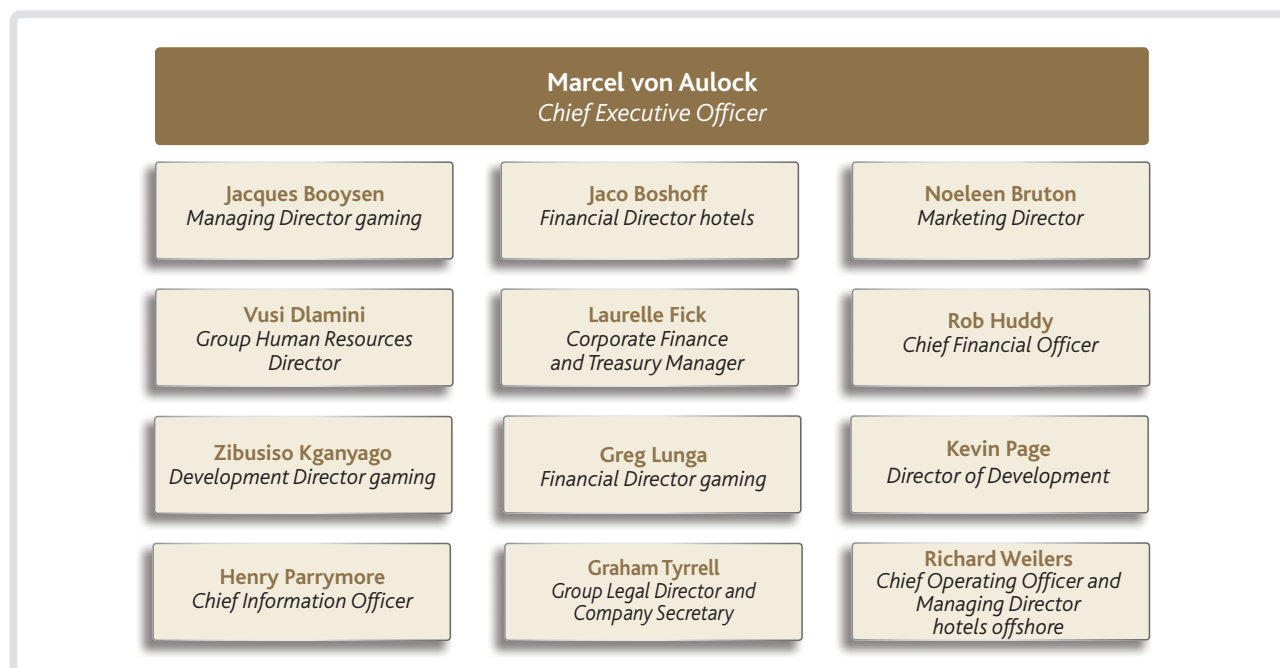 Marcel von Aulock
Chief Executive Officer
Jacques Booysen
Managing Director gaming
Jaco Boshoff
Financial Director hotels
Noeleen Bruton
Marketing Director
Vusi Dlamini
Group Human Resources
Director
Laurelle Fick
Corporate Finance
and Treasury Manager
Rob Huddy
Chief Financial Officer
Zibusiso Kganyago
Development Director gaming
Greg Lunga
Financial Director gaming
Kevin Page
Director of Development
Henry Parrymore
Chief Information Officer
Graham Tyrrell
Group Legal Director and
Company Secretary
Richard Weilers
Chief Operating Officer and
Managing Director
hotels offshore